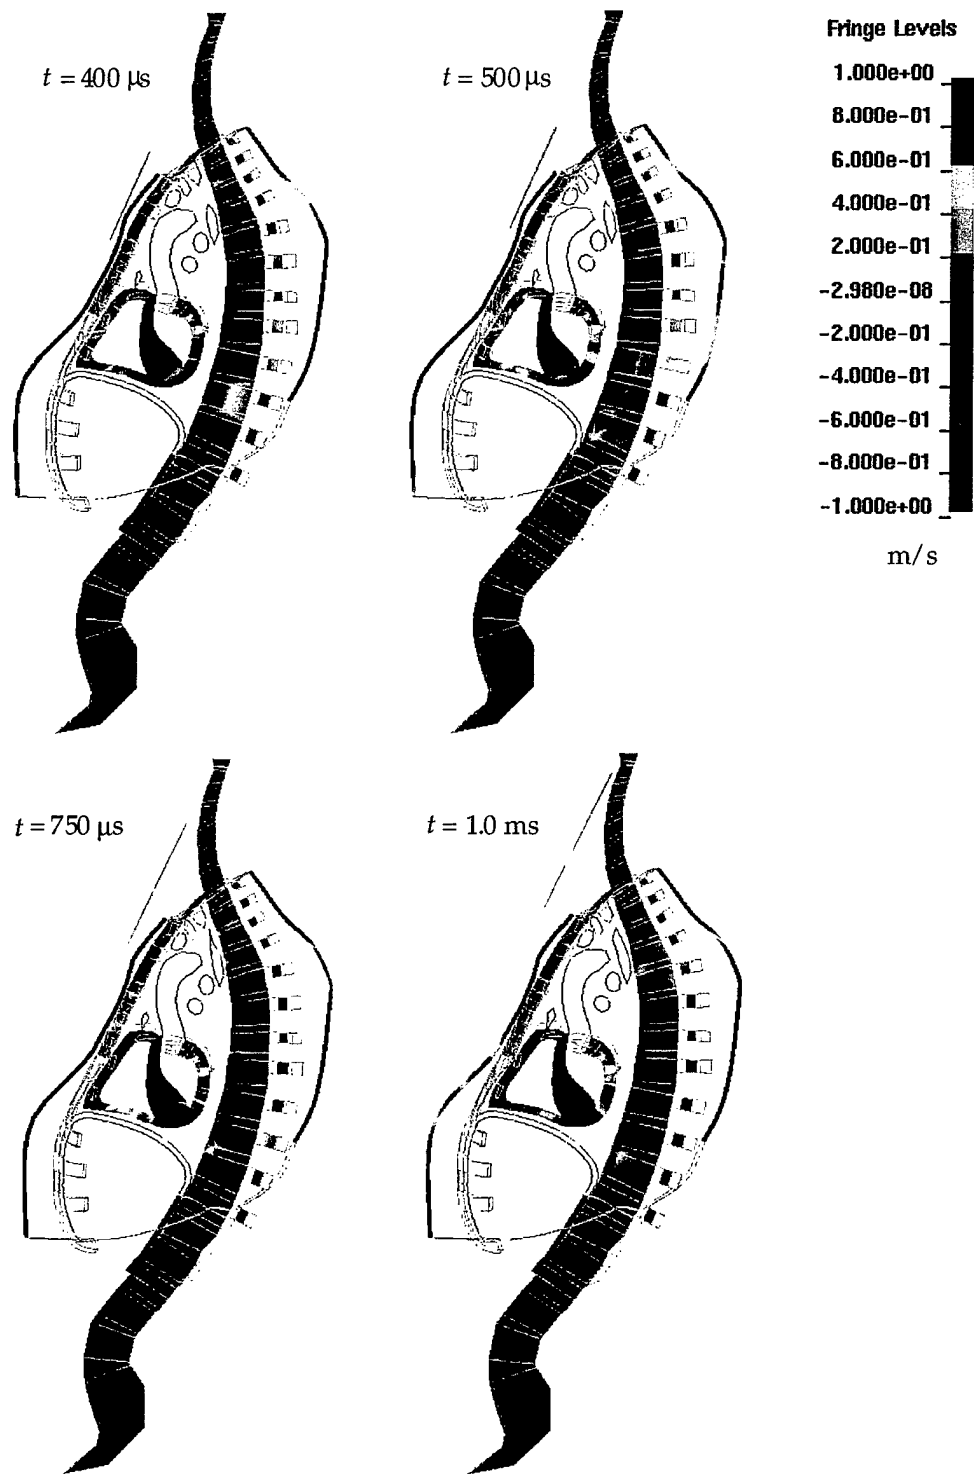 t = 400 μs
t = 500 μs
Fringe Levels
1.000e+00
8.000e-01
6.000e-01
4.000e-01
2.000e-01
-2.980e-08
-2.000e-01
-4.000e-01
-6.000e-01
-8.000e-01
-1.000e+00
m/s
t = 750 μs
t = 1.0 ms